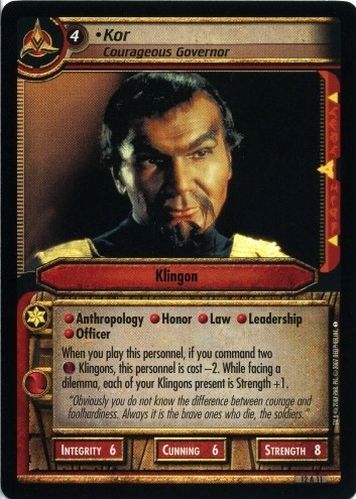 4 •Kor
Courageous Governor
Klingon
•Anthropology •Honor •Law •Leadership
•Officer
When you play this personnel, if you command two
Klingons, this personnel is cost –2. While facing a
dilemma, each of your Klingons present is Strength +1.
"Obviously you do not know the difference between courage and
foolhardiness. Always it is the brave ones who die, the soldiers."
Integrity 6 Cunning 6 Strength 8